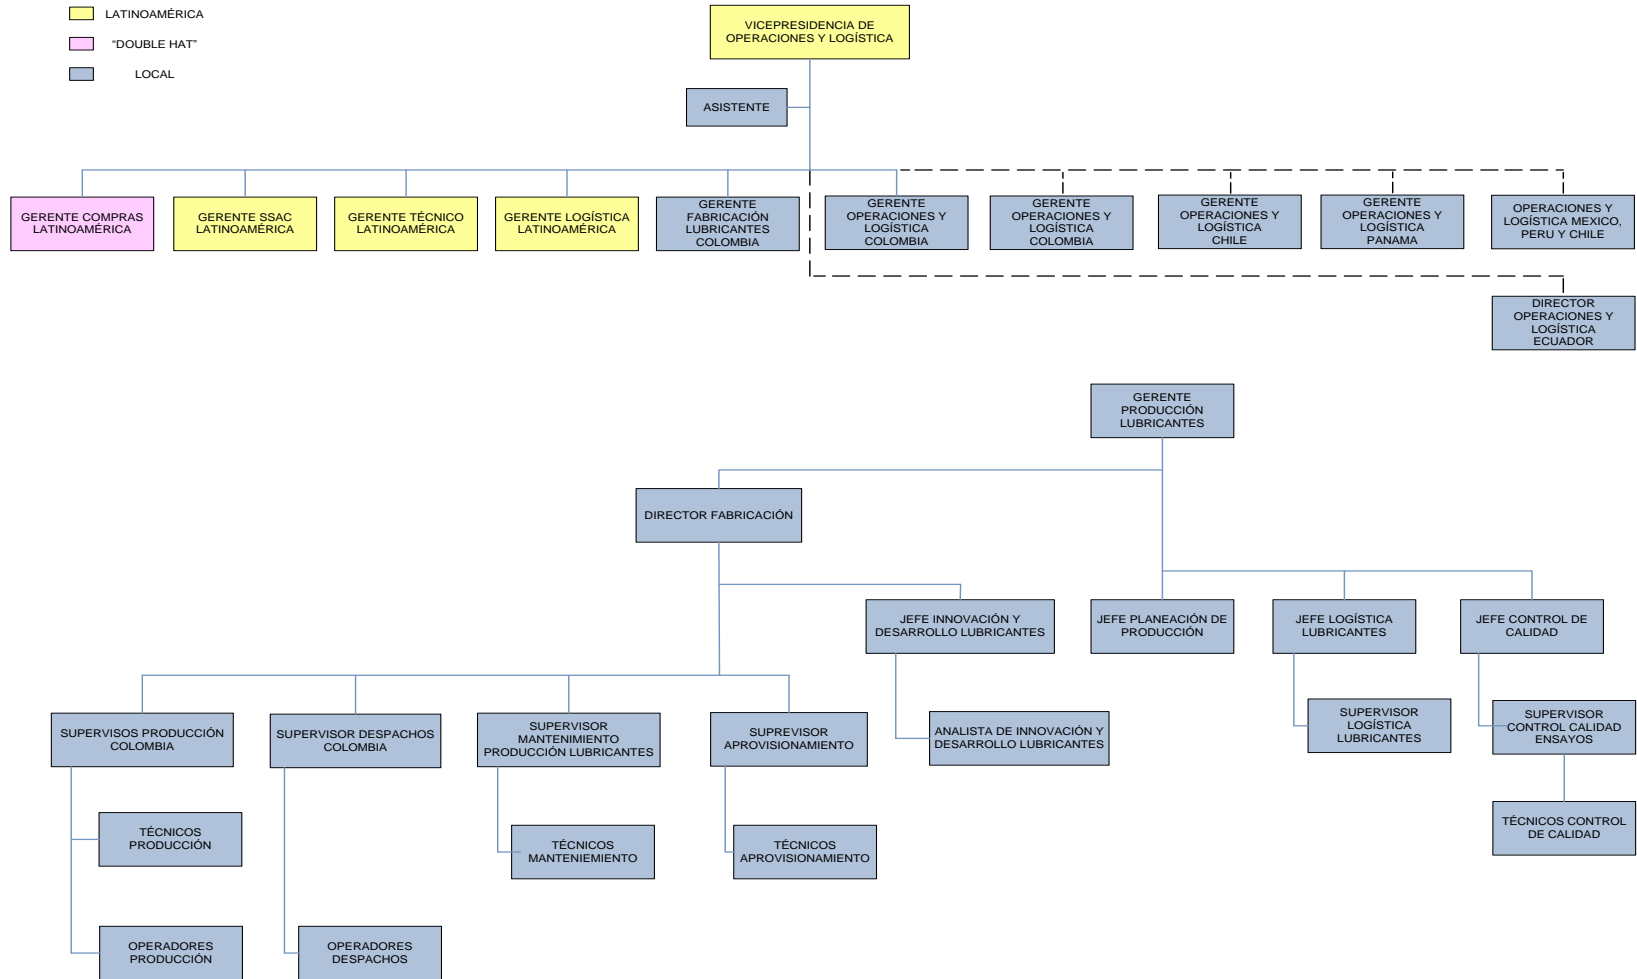 LATINOAMÉRICA
"DOUBLE HAT"
LOCAL
VICEPRESIDENCIA DE
OPERACIONES Y LOGÍSTICA
ASISTENTE
GERENTE COMPRAS
LATINOAMÉRICA
GERENTE SSAC
LATINOAMÉRICA
GERENTE TÉCNICO
LATINOAMÉRICA
GERENTE LOGÍSTICA
LATINOAMÉRICA
GERENTE
FABRICACIÓN
LUBRICANTES
COLOMBIA
GERENTE
OPERACIONES Y
LOGÍSTICA
COLOMBIA
GERENTE
OPERACIONES Y
LOGÍSTICA
COLOMBIA
GERENTE
OPERACIONES Y
LOGÍSTICA
CHILE
GERENTE
OPERACIONES Y
LOGÍSTICA
PANAMA
OPERACIONES Y
LOGÍSTICA MEXICO,
PERU Y CHILE
DIRECTOR
OPERACIONES Y
LOGÍSTICA
ECUADOR
GERENTE
PRODUCCIÓN
LUBRICANTES
DIRECTOR FABRICACIÓN
JEFE INNOVACIÓN Y
DESARROLLO LUBRICANTES
JEFE PLANEACIÓN DE
PRODUCCIÓN
JEFE LOGÍSTICA
LUBRICANTES
JEFE CONTROL DE
CALIDAD
SUPERVISOS PRODUCCIÓN
COLOMBIA
SUPERVISOR DESPACHOS
COLOMBIA
SUPERVISOR
MANTENIMIENTO
PRODUCCIÓN LUBRICANTES
SUPREVISOR
APROVISIONAMIENTO
ANALISTA DE INNOVACIÓN Y
DESARROLLO LUBRICANTES
SUPERVISOR
LOGÍSTICA
LUBRICANTES
SUPERVISOR
CONTROL CALIDAD
ENSAYOS
TÉCNICOS
PRODUCCIÓN
TÉCNICOS
MANTENIEMIENTO
TÉCNICOS
APROVISIONAMIENTO
TÉCNICOS CONTROL
DE CALIDAD
OPERADORES
PRODUCCIÓN
OPERADORES
DESPACHOS